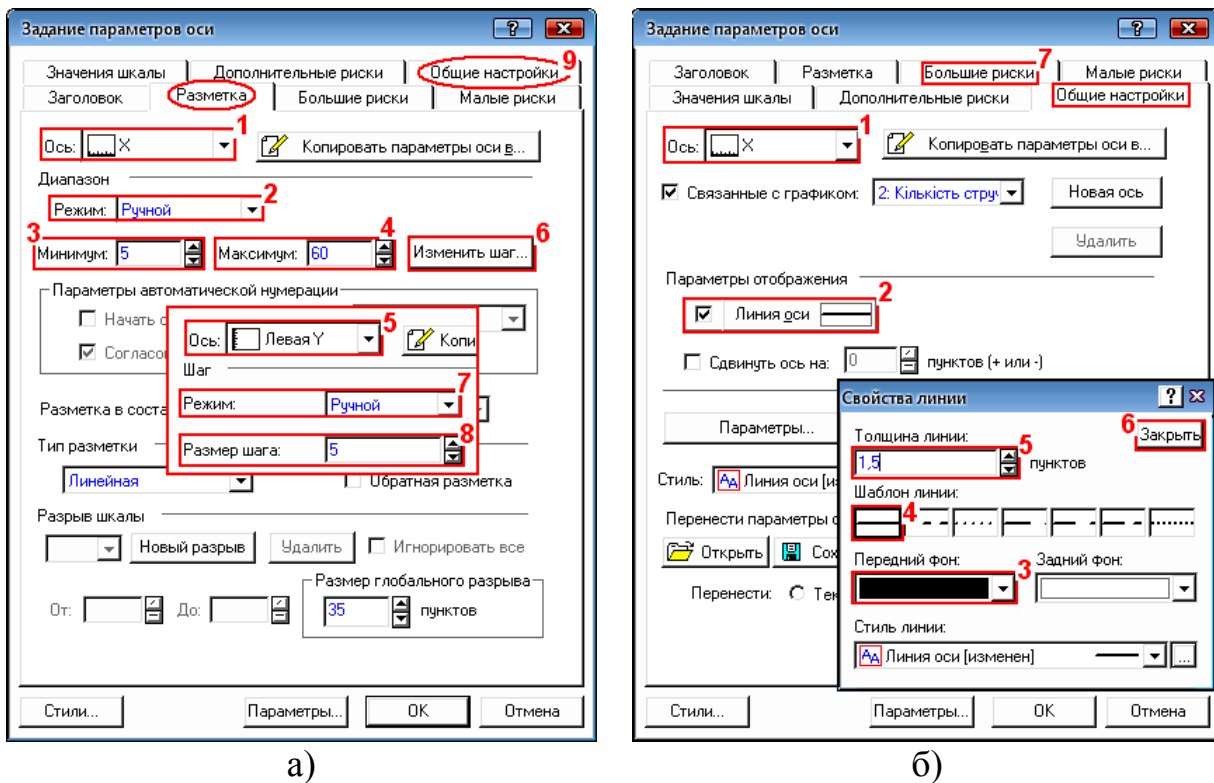 Задание параметров оси
9
Значения шкалы Дополнительные риски Общие настройки
Заголовок Разметка Большие риски Малые риски
1
Ось: X Копировать параметры оси в...
Диапазон
2
Режим: Ручной
3 4 6
Минимум: 5 Максимум: 60 Изменить шаг...
Параметры автоматической нумерации
Начать с
Согласо
5
Ось: Левая Y Копи
Шаг
7
Режим: Ручной
8
Размер шага: 5
Разметка в соста
Тип разметки
Линейная Обратная разметка
Разрыв шкалы
Новый разрыв Удалить Игнорировать все
Размер глобального разрыва
От: До: 35 пунктов
Стили... Параметры... OK Отмена
а)
Задание параметров оси
7
Заголовок Разметка Большие риски Малые риски
Значения шкалы Дополнительные риски Общие настройки
1
Ось: X Копировать параметры оси в...
Связанные с графиком: 2: Кількість струч Новая ось
Удалить
Параметры отображения
2
Линия оси
Сдвинуть ось на: 0 пунктов (+ или -)
Параметры...
Стиль: AA Линия оси [из
Перенести параметры о
Открыть Сох
Перенести: Тек
Стили... Параметры... OK Отмена
Свойства линии
6 Закрыть
Толщина линии:
5
1,5 пунктов
Шаблон линии:
4
Передний фон: Задний фон:
3
Стиль линии:
AA Линия оси [изменен] ...
б)